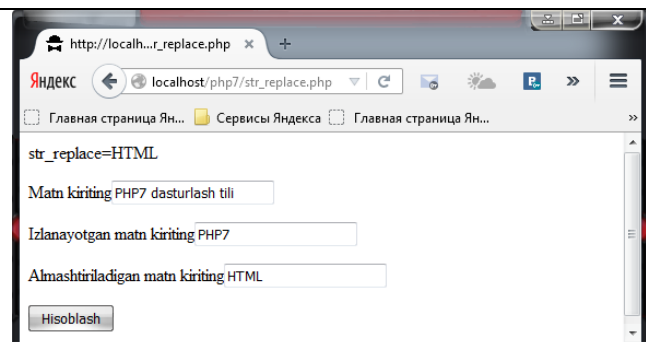 http://localh...r_replace.php × +
Яндекс localhost/php7/str_replace.php »
Главная страница Ян... Сервисы Яндекса Главная страница Ян... »
str_replace=HTML
Matn kiriting PHP7 dasturlash tili
Izlanayotgan matn kiriting PHP7
Almashtiriladigan matn kiriting HTML
Hisoblash